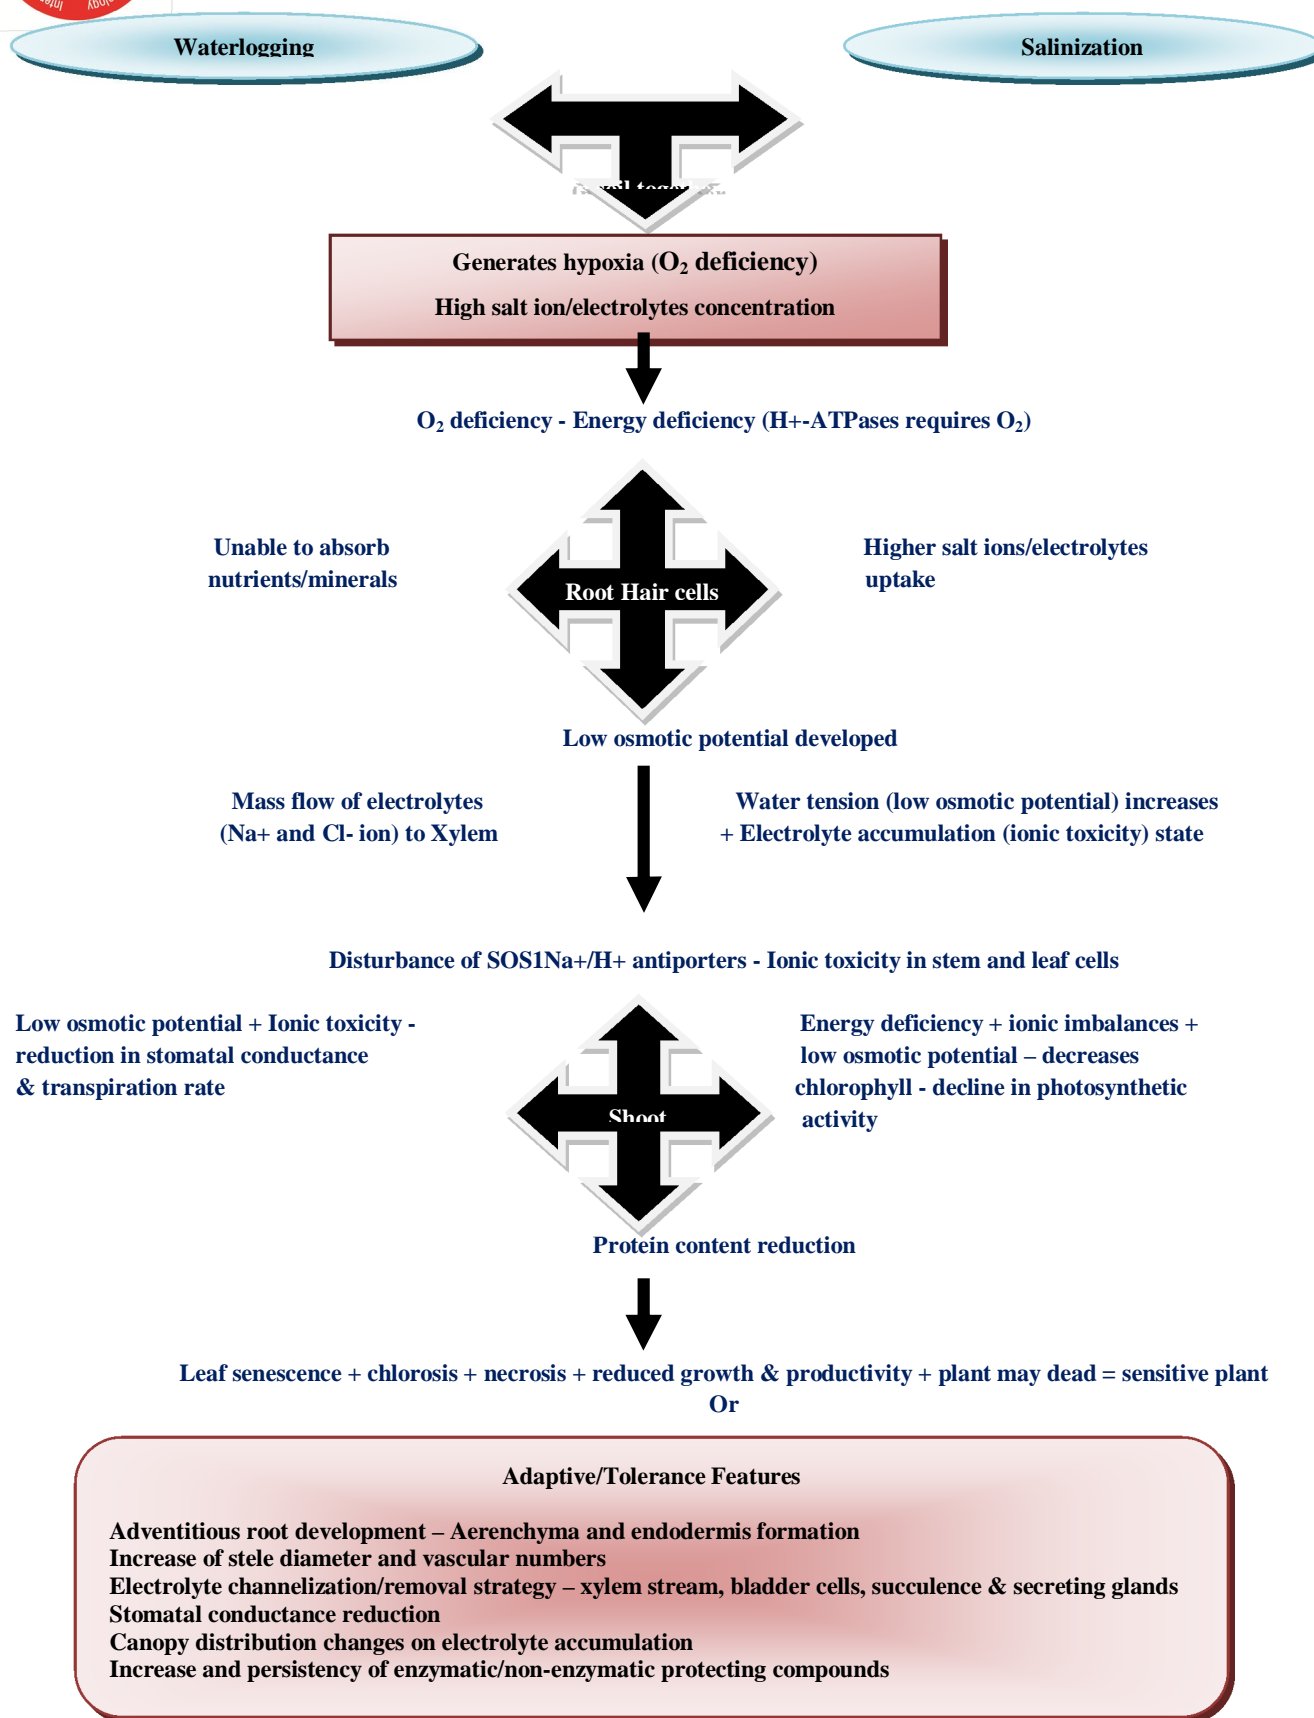 Waterlogging
Salinization
Generates hypoxia (O₂ deficiency)
High salt ion/electrolytes concentration
O₂ deficiency - Energy deficiency (H+-ATPases requires O₂)
Unable to absorb
nutrients/minerals
Higher salt ions/electrolytes
uptake
Root Hair cells
Low osmotic potential developed
Mass flow of electrolytes
(Na+ and Cl- ion) to Xylem
Water tension (low osmotic potential) increases
+ Electrolyte accumulation (ionic toxicity) state
Disturbance of SOS1Na+/H+ antiporters - Ionic toxicity in stem and leaf cells
Low osmotic potential + Ionic toxicity -
reduction in stomatal conductance
& transpiration rate
Energy deficiency + ionic imbalances +
low osmotic potential – decreases
chlorophyll - decline in photosynthetic
activity
Shoot
Protein content reduction
Leaf senescence + chlorosis + necrosis + reduced growth & productivity + plant may dead = sensitive plant
Or
Adaptive/Tolerance Features
Adventitious root development – Aerenchyma and endodermis formation
Increase of stele diameter and vascular numbers
Electrolyte channelization/removal strategy – xylem stream, bladder cells, succulence & secreting glands
Stomatal conductance reduction
Canopy distribution changes on electrolyte accumulation
Increase and persistency of enzymatic/non-enzymatic protecting compounds